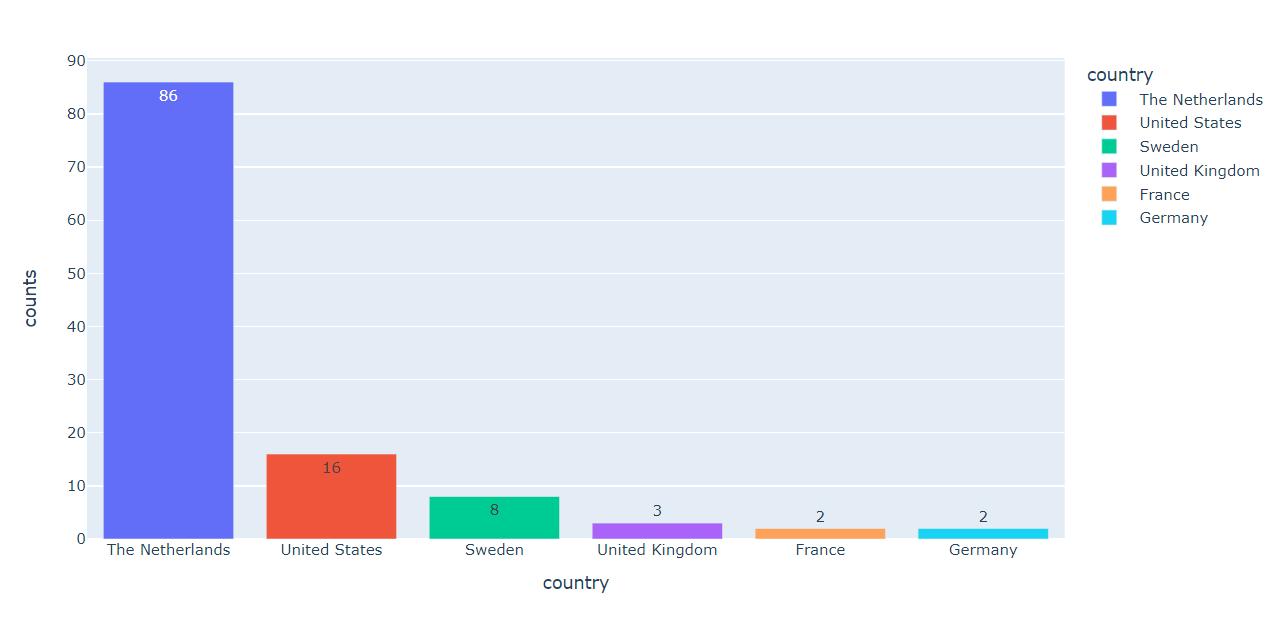 90
80
70
60
50
40
30
20
10
0
counts
86
16
8
3
2
2
The Netherlands
United States
Sweden
United Kingdom
France
Germany
country
country
The Netherlands
United States
Sweden
United Kingdom
France
Germany